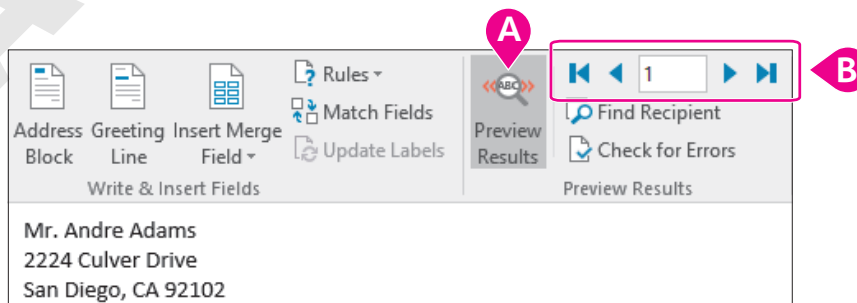 A
B
1
Rules
Match Fields
Update Labels
Address Block
Greeting Line
Insert Merge Field
Write & Insert Fields
«ABC»
Preview Results
Find Recipient
Check for Errors
Preview Results
Mr. Andre Adams
2224 Culver Drive
San Diego, CA 92102